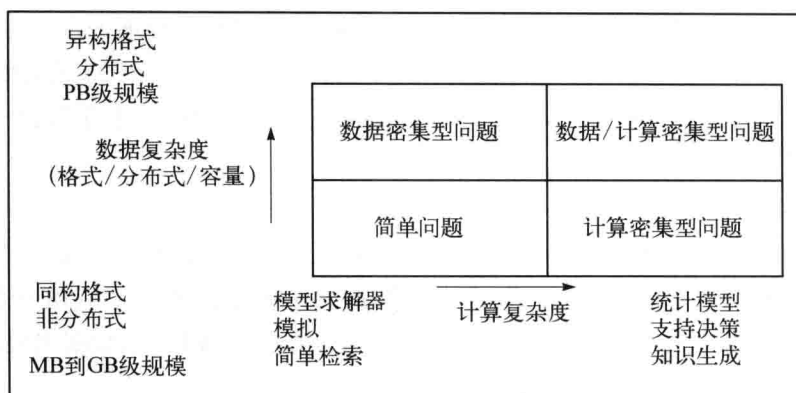 异构格式
分布式
PB级规模
数据复杂度
(格式/分布式/容量)
数据密集型问题
数据/计算密集型问题
简单问题
计算密集型问题
同构格式
非分布式
MB到GB级规模
模型求解器
模拟
简单检索
计算复杂度
统计模型
支持决策
知识生成